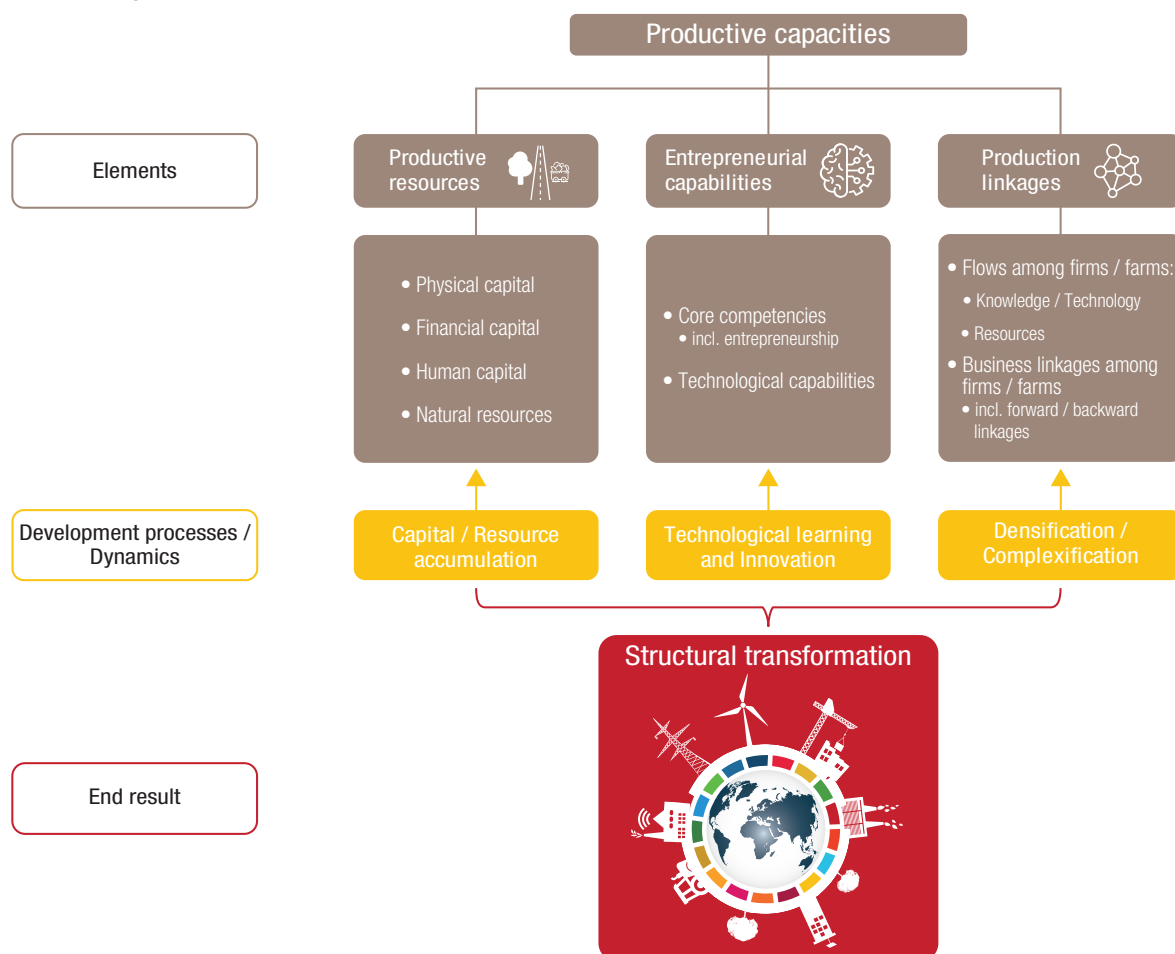 Productive capacities
Elements
Productive
resources
Entrepreneurial
capabilities
Production
linkages
• Physical capital
• Financial capital
• Human capital
• Natural resources
• Core competencies
• incl. entrepreneurship
• Technological capabilities
• Flows among firms / farms:
• Knowledge / Technology
• Resources
• Business linkages among
firms / farms
• incl. forward / backward
linkages
Development processes /
Dynamics
Capital / Resource
accumulation
Technological learning
and Innovation
Densification /
Complexification
Structural transformation
End result